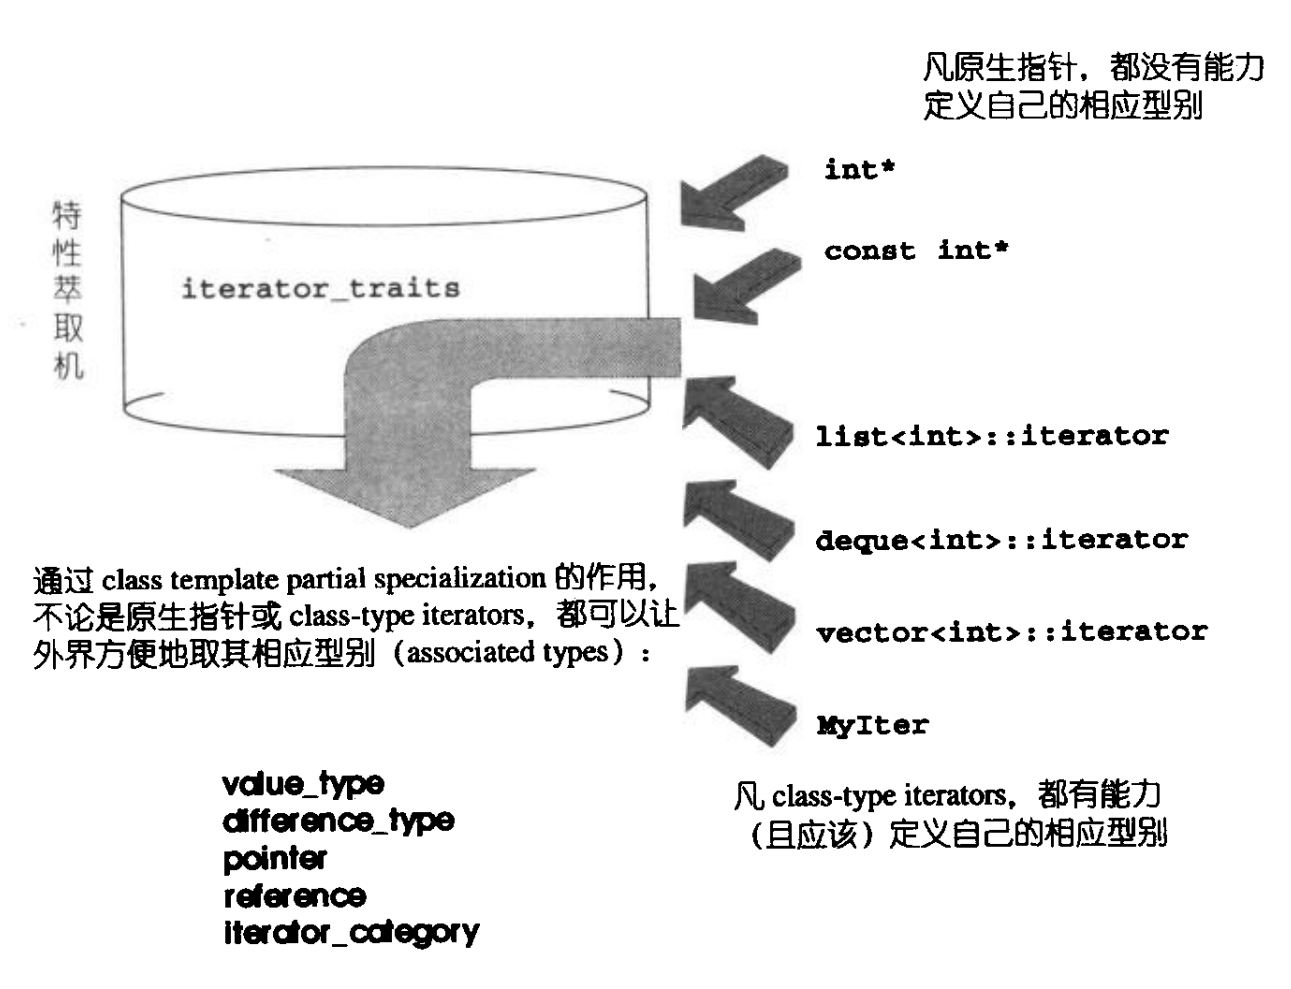 凡原生指针，都没有能力
定义自己的相应型别
int*
const int*
特性萃取机
iterator_traits
list<int>::iterator
deque<int>::iterator
vector<int>::iterator
MyIter
凡 class-type iterators，都有能力
（且应该）定义自己的相应型别
通过 class template partial specialization 的作用，
不论是原生指针或 class-type iterators，都可以让
外界方便地取其相应型别（associated types）：
value_type
difference_type
pointer
reference
iterator_category